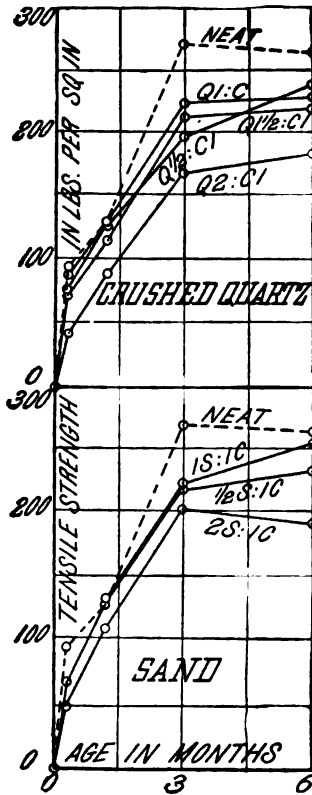 300
NEAT
IN LBS. PER SQ IN
Q1:C
200
Q1½:C1
Q½:C1
Q2:C1
100
CRUSHED QUARTZ
0
300
NEAT
TENSILE STRENGTH
1S:1C
½S:1C
200
2S:1C
100
SAND
0
AGE IN MONTHS
0 3 6